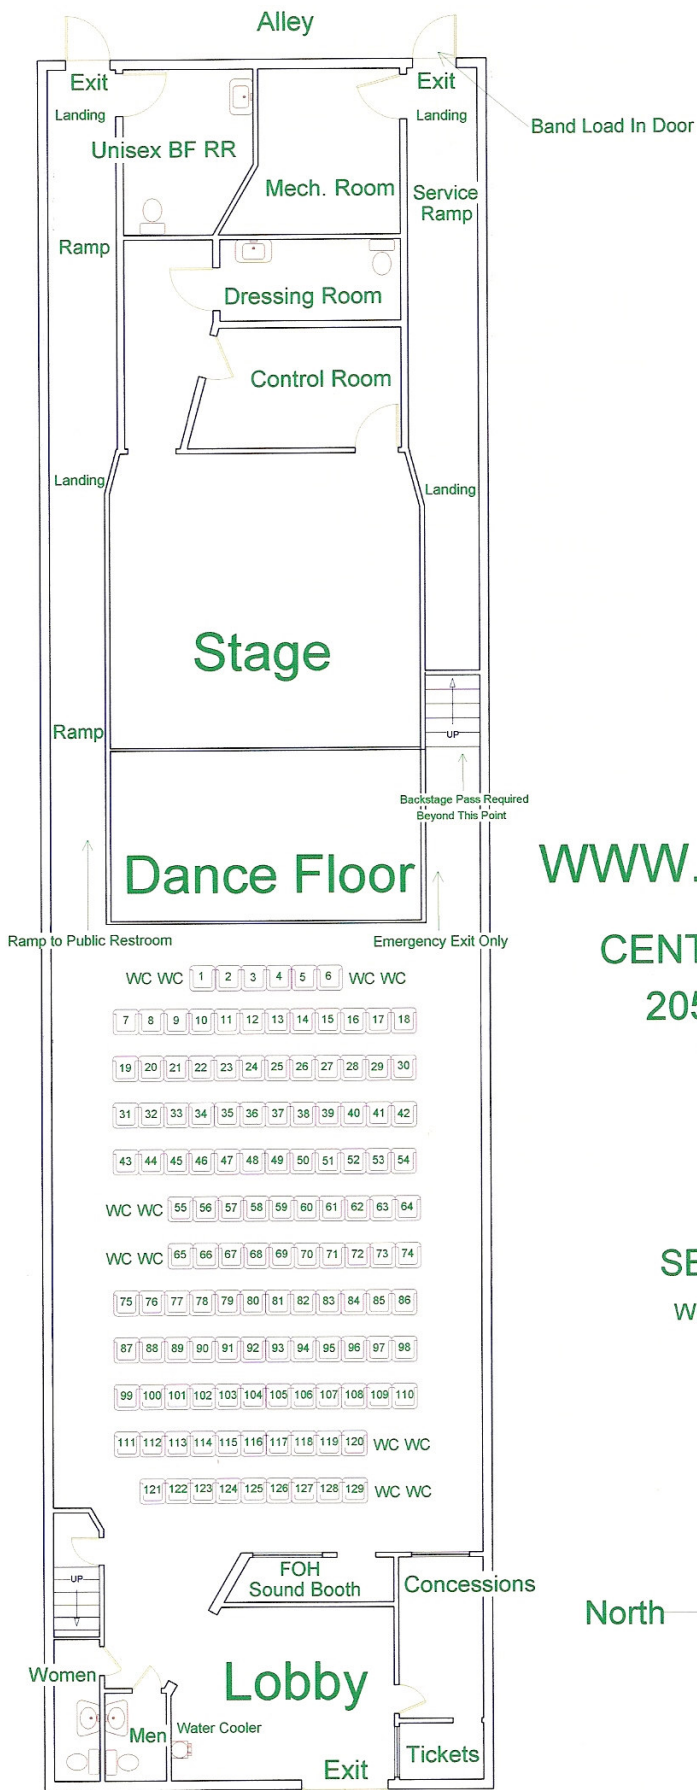 Alley
Exit
Exit
Landing
Landing
Band Load In Door
Unisex BF RR
Mech. Room
Service
Ramp
Ramp
Dressing Room
Control Room
Landing
Landing
Stage
Ramp
UP
Backstage Pass Required
Beyond This Point
WWW.
Dance Floor
Ramp to Public Restroom
Emergency Exit Only
CENT
205
WC WC 1 2 3 4 5 6 WC WC
7 8 9 10 11 12 13 14 15 16 17 18
19 20 21 22 23 24 25 26 27 28 29 30
31 32 33 34 35 36 37 38 39 40 41 42
43 44 45 46 47 48 49 50 51 52 53 54
WC WC 55 56 57 58 59 60 61 62 63 64
WC WC 65 66 67 68 69 70 71 72 73 74
SE
W
75 76 77 78 79 80 81 82 83 84 85 86
87 88 89 90 91 92 93 94 95 96 97 98
99 100 101 102 103 104 105 106 107 108 109 110
111 112 113 114 115 116 117 118 119 120 WC WC
121 122 123 124 125 126 127 128 129 WC WC
FOH
Sound Booth
Concessions
UP
North
Women
Lobby
Men
Water Cooler
Tickets
Exit